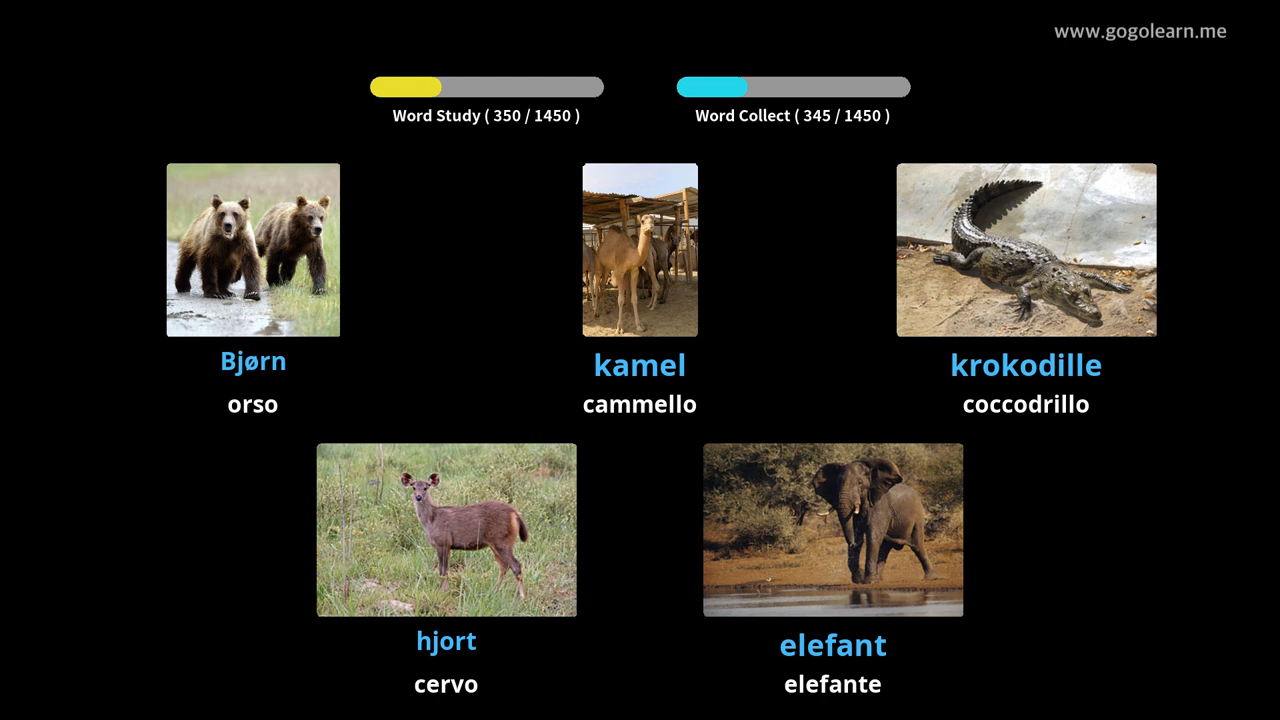 www.gogolearn.me
Word Study ( 350 / 1450 )
Word Collect ( 345 / 1450 )
Bjørn
orso
kamel
cammello
krokodille
coccodrillo
hjort
cervo
elefant
elefante